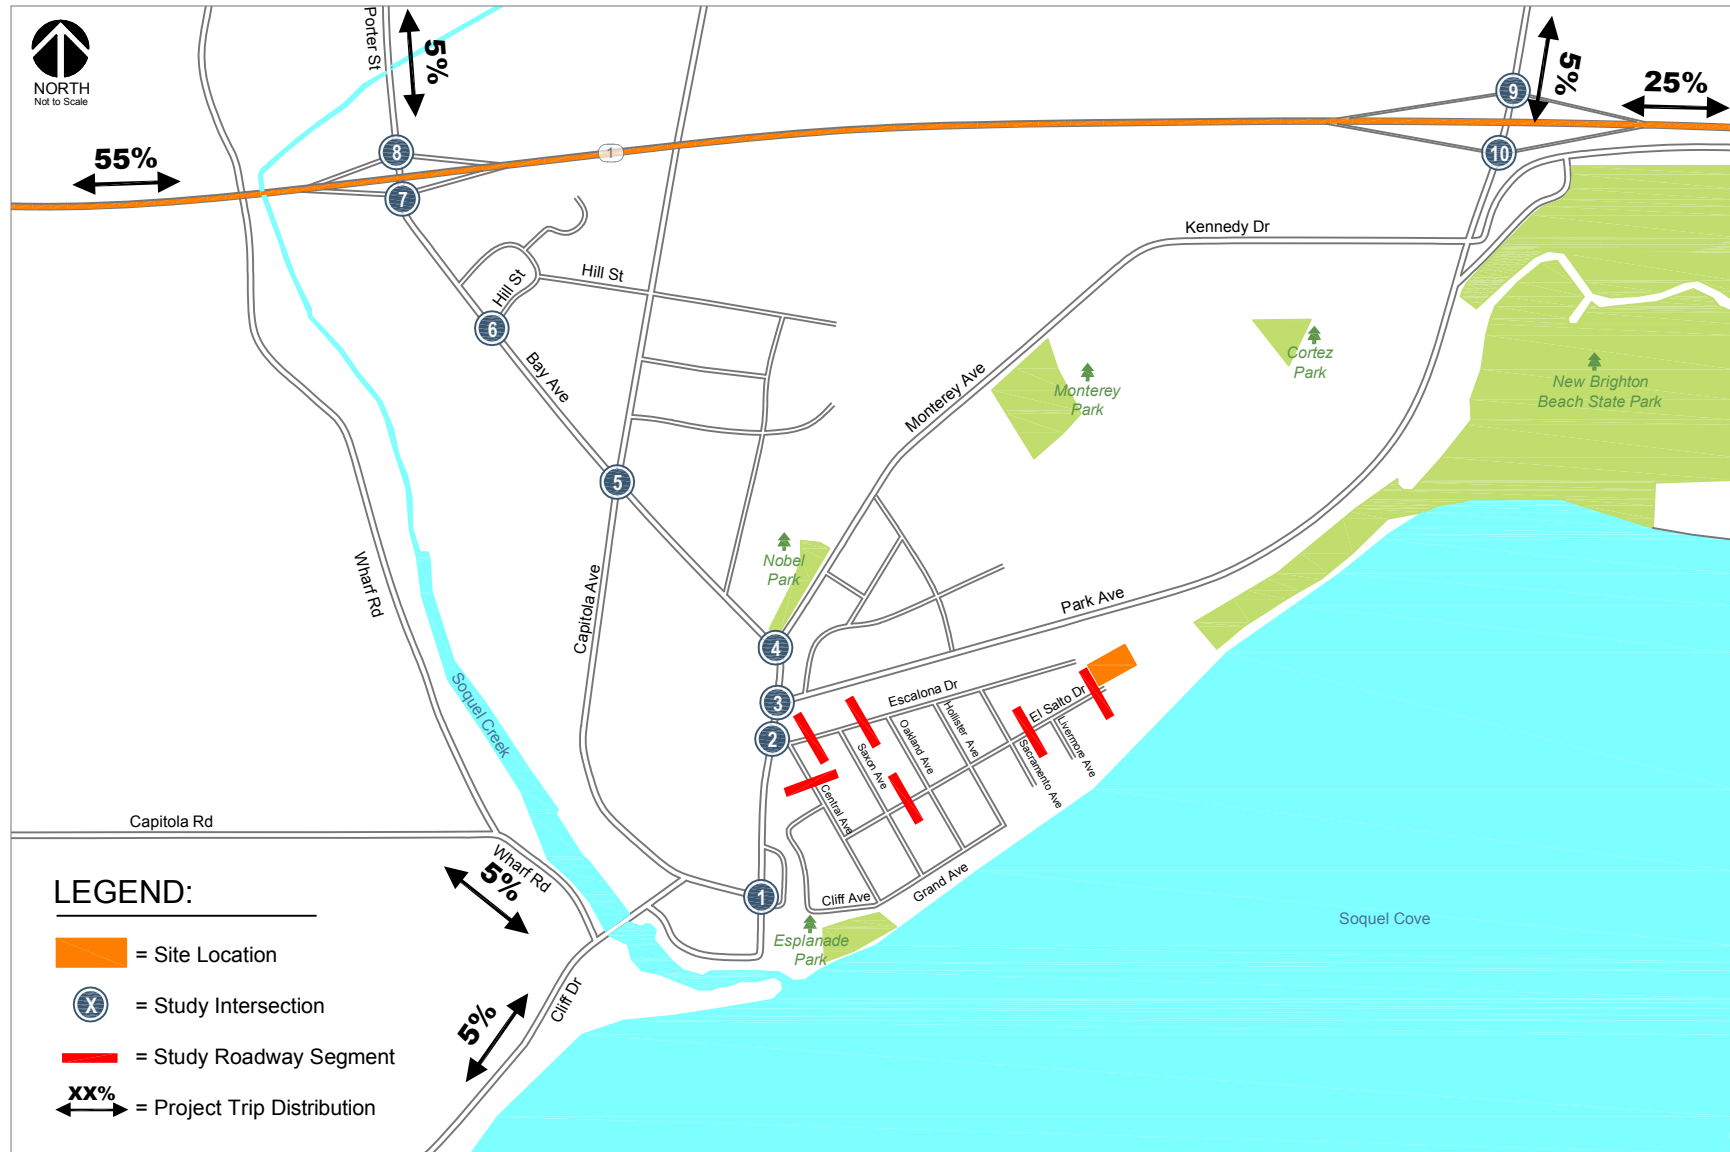 Porter St
5%
5%
25%
NORTH
Not to Scale
9
55%
8
1
10
7
Kennedy Dr
Hill St
Hill St
6
Bay Ave
Cortez
Park
Monterey Ave
Monterey
Park
New Brighton
Beach State Park
5
Nobel
Park
Wharf Rd
Capitola Ave
Park Ave
4
Soquel Creek
3
Escalona Dr
El Salto Dr
2
Hollister Ave
Oakland Ave
Saxon Ave
Sacramento Ave
Livermore Ave
Central Ave
Capitola Rd
Wharf Rd
5%
1
Cliff Ave
Grand Ave
Esplanade
Park
Soquel Cove
Cliff Dr
5%
LEGEND:
= Site Location
X = Study Intersection
= Study Roadway Segment
XX% = Project Trip Distribution